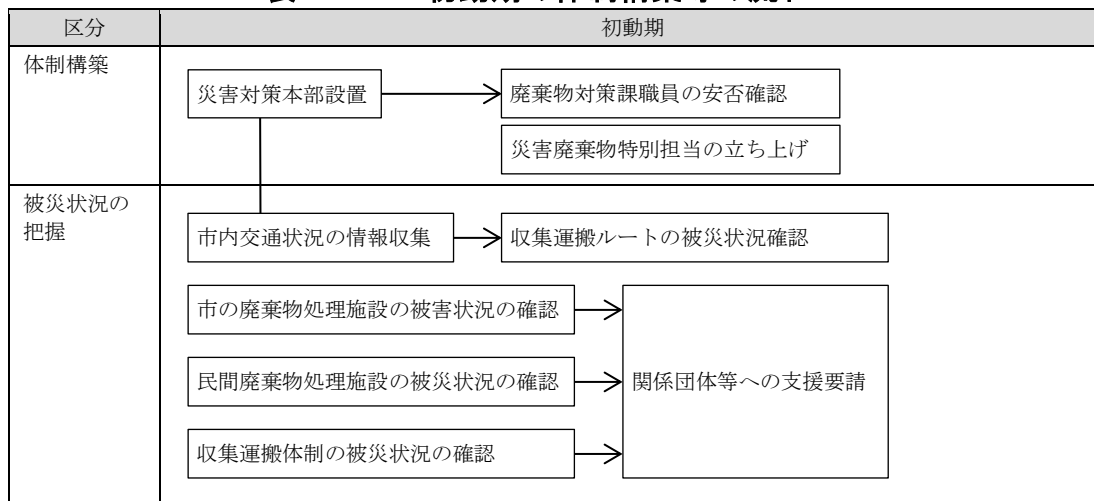 区分
初動期
体制構築
災害対策本部設置
廃棄物対策課職員の安否確認
災害廃棄物特別担当の立ち上げ
被災状況の
把握
市内交通状況の情報収集
収集運搬ルートの被災状況確認
市の廃棄物処理施設の被害状況の確認
民間廃棄物処理施設の被災状況の確認
関係団体等への支援要請
収集運搬体制の被災状況の確認